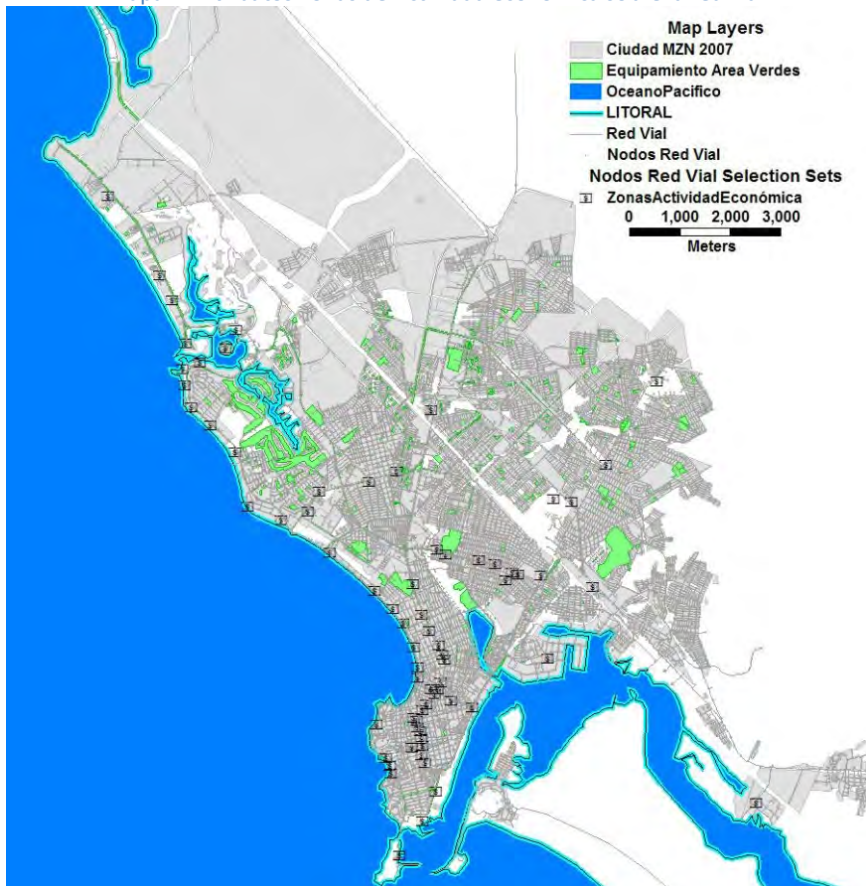 Map Layers
Ciudad MZN 2007
Equipamiento Area Verdes
OceanoPacifico
LITORAL
Red Vial
Nodos Red Vial
Nodos Red Vial Selection Sets
ZonasActividadEconómica
0 1,000 2,000 3,000
Meters